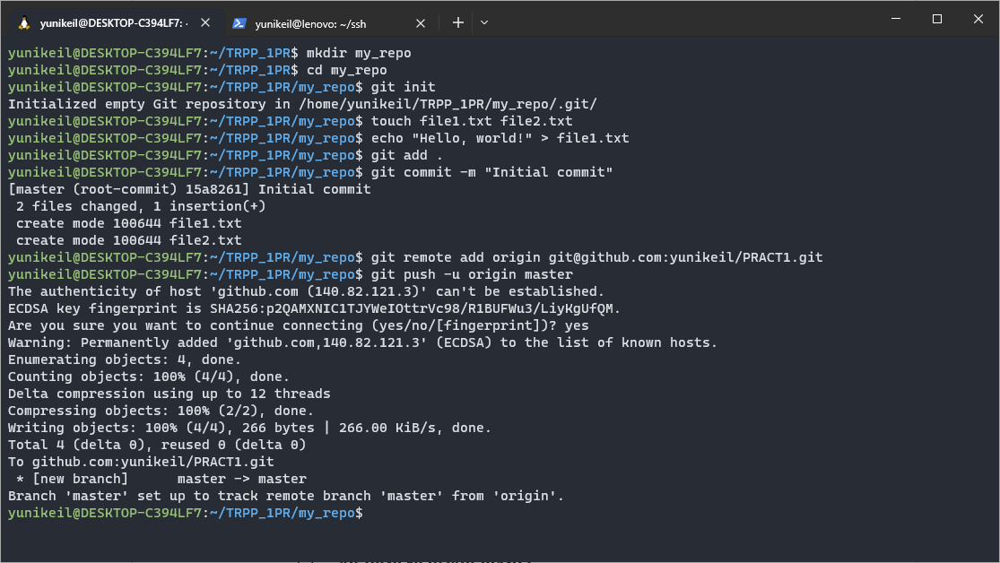 yunikeil@DESKTOP-C394LF7: ·
yunikeil@lenovo: ~/ssh
yunikeil@DESKTOP-C394LF7:~/TRPP_1PR$ mkdir my_repo
yunikeil@DESKTOP-C394LF7:~/TRPP_1PR$ cd my_repo
yunikeil@DESKTOP-C394LF7:~/TRPP_1PR/my_repo$ git init
Initialized empty Git repository in /home/yunikeil/TRPP_1PR/my_repo/.git/
yunikeil@DESKTOP-C394LF7:~/TRPP_1PR/my_repo$ touch file1.txt file2.txt
yunikeil@DESKTOP-C394LF7:~/TRPP_1PR/my_repo$ echo "Hello, world!" > file1.txt
yunikeil@DESKTOP-C394LF7:~/TRPP_1PR/my_repo$ git add .
yunikeil@DESKTOP-C394LF7:~/TRPP_1PR/my_repo$ git commit -m "Initial commit"
[master (root-commit) 15a8261] Initial commit
 2 files changed, 1 insertion(+)
 create mode 100644 file1.txt
 create mode 100644 file2.txt
yunikeil@DESKTOP-C394LF7:~/TRPP_1PR/my_repo$ git remote add origin git@github.com:yunikeil/PRACT1.git
yunikeil@DESKTOP-C394LF7:~/TRPP_1PR/my_repo$ git push -u origin master
The authenticity of host 'github.com (140.82.121.3)' can't be established.
ECDSA key fingerprint is SHA256:p2QAMXNIC1TJYWeIOttrVc98/R1BUFWu3/LiyKgUfQM.
Are you sure you want to continue connecting (yes/no/[fingerprint])? yes
Warning: Permanently added 'github.com,140.82.121.3' (ECDSA) to the list of known hosts.
Enumerating objects: 4, done.
Counting objects: 100% (4/4), done.
Delta compression using up to 12 threads
Compressing objects: 100% (2/2), done.
Writing objects: 100% (4/4), 266 bytes | 266.00 KiB/s, done.
Total 4 (delta 0), reused 0 (delta 0)
To github.com:yunikeil/PRACT1.git
 * [new branch]      master -> master
Branch 'master' set up to track remote branch 'master' from 'origin'.
yunikeil@DESKTOP-C394LF7:~/TRPP_1PR/my_repo$